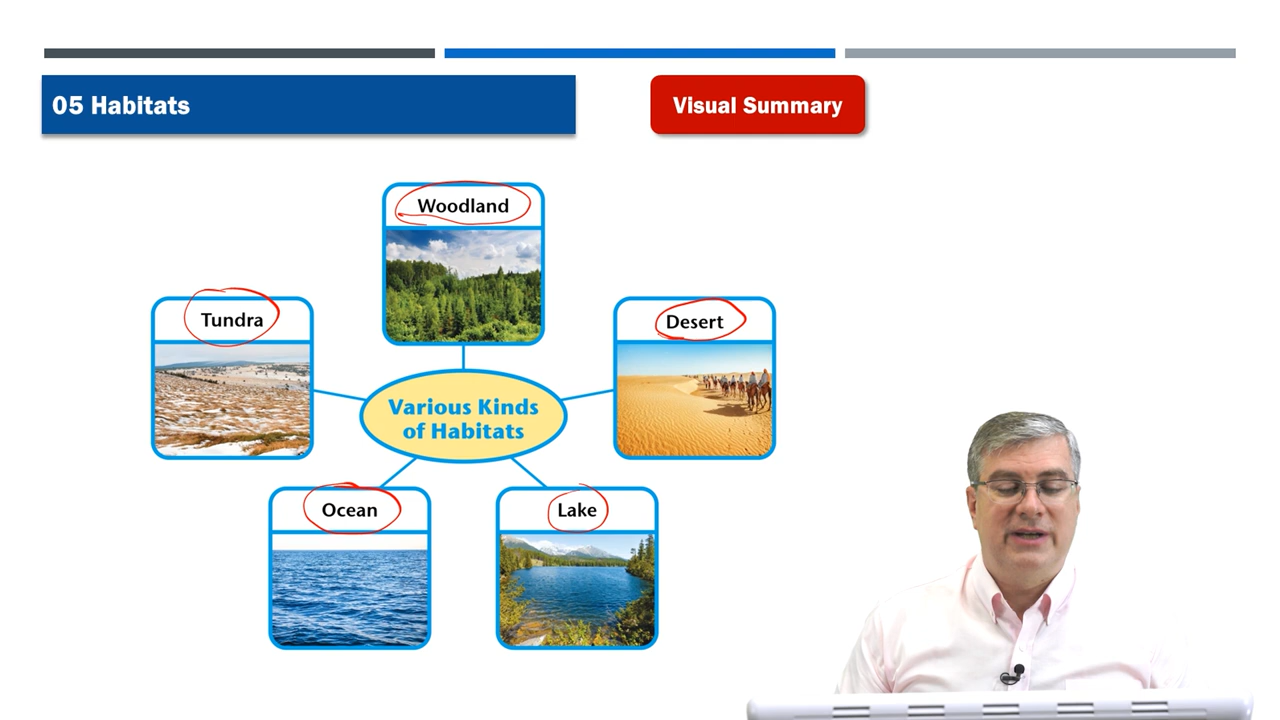 05 Habitats
Visual Summary
Woodland
Tundra
Desert
Various Kinds
of Habitats
Ocean
Lake